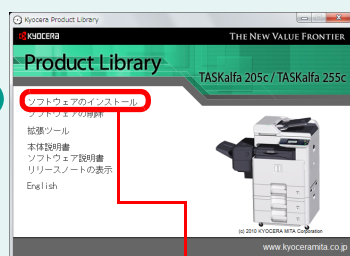 Kyocera Product Library
KYOCERA
THE NEW VALUE FRONTIER
Product Library
TASKalfa 205c / TASKalfa 255c
ソフトウェアのインストール
ソフトウェアの削除
拡張ツール
本体説明書
ソフトウェア説明書
リリースノートの表示
English
(c) 2010 KYOCERA MITA Corporation
www.kyoceramita.co.jp